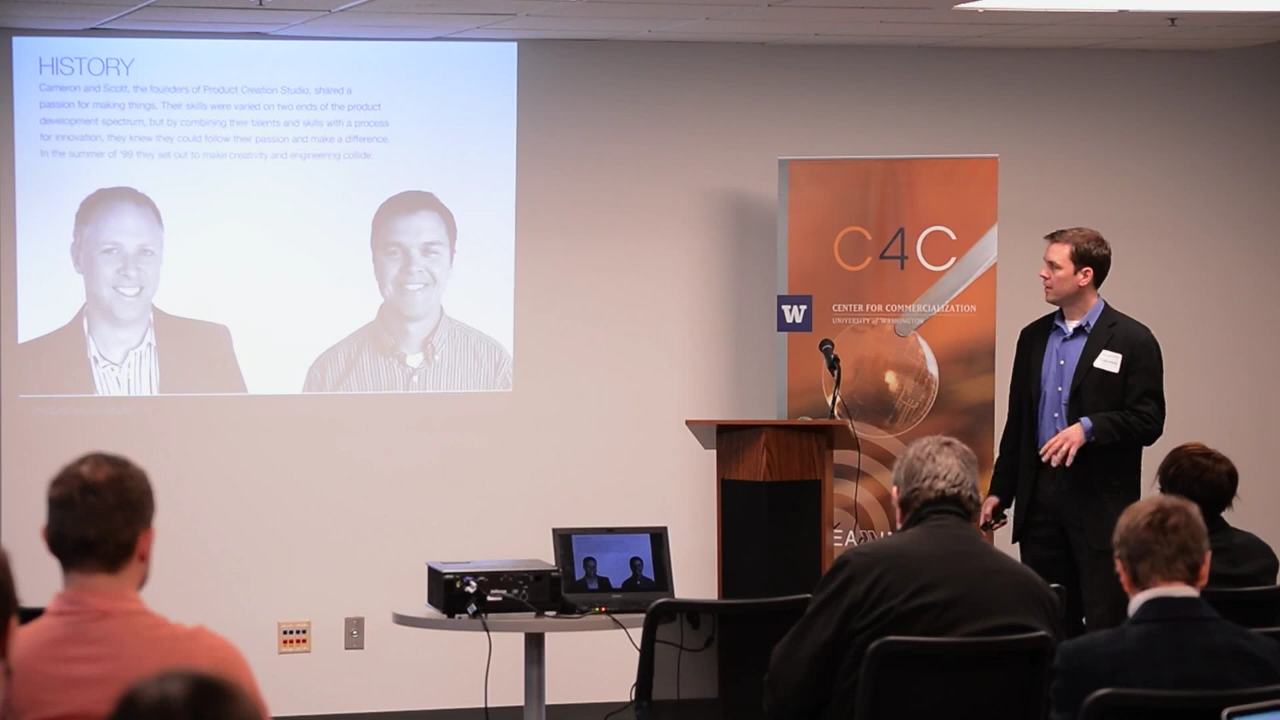 HISTORY
Cameron and Scott, the founders of Product Creation Studio, shared a
passion for making things. Their skills were varied on two ends of the product
development spectrum, but by combining their talents and skills with a process
for innovation, they knew they could follow their passion and make a difference.
In the summer of '99 they set out to make creativity and engineering collide.
C4C
W
CENTER FOR COMMERCIALIZATION
UNIVERSITY of WASHINGTON